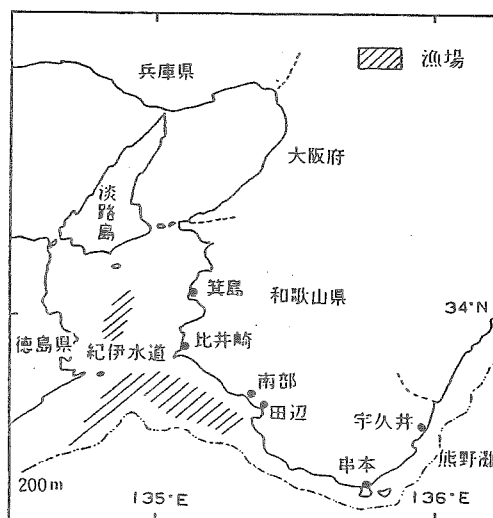 漁場
兵庫県
大阪府
淡路島
箕島
和歌山県
34°N
徳島県
紀伊水道
比井崎
南部
田辺
宇久井
串本
熊野灘
200m
135°E
136°E